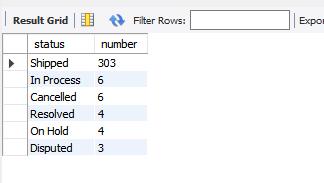 Result Grid Filter Rows: Expor
status number
Shipped 303
In Process 6
Cancelled 6
Resolved 4
On Hold 4
Disputed 3